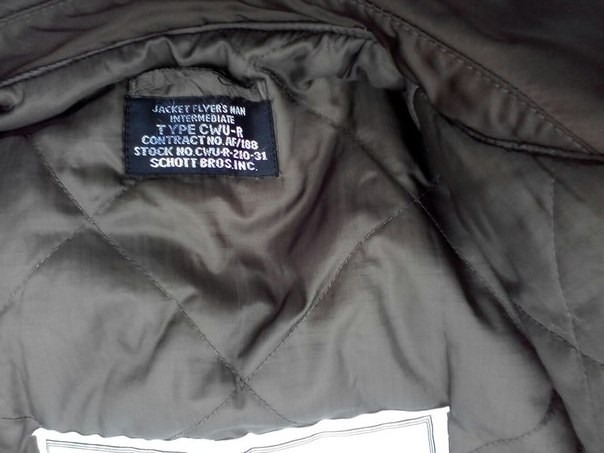 JACKET FLYER'S MAN
INTERMEDIATE
TYPE CWU-R
CONTRACT NO.AF/188
STOCK NO.CWU-R-210-31
SCHOTT BROS.INC.